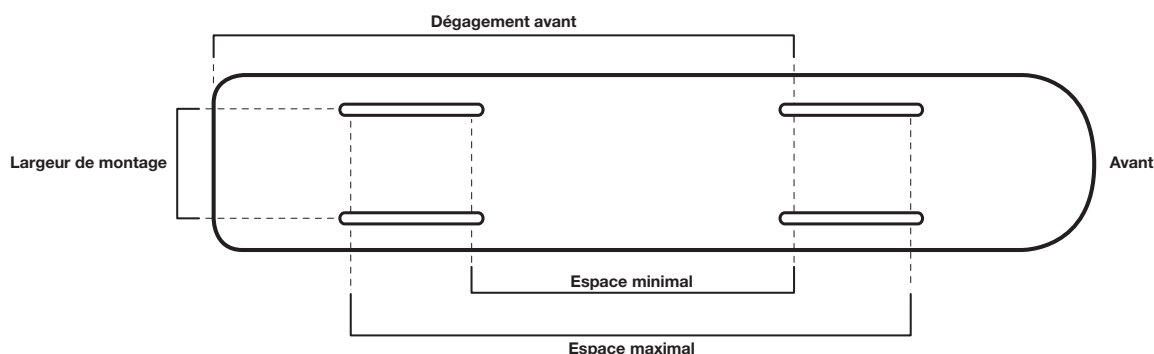 Dégagement avant
Largeur de montage
Avant
Espace minimal
Espace maximal